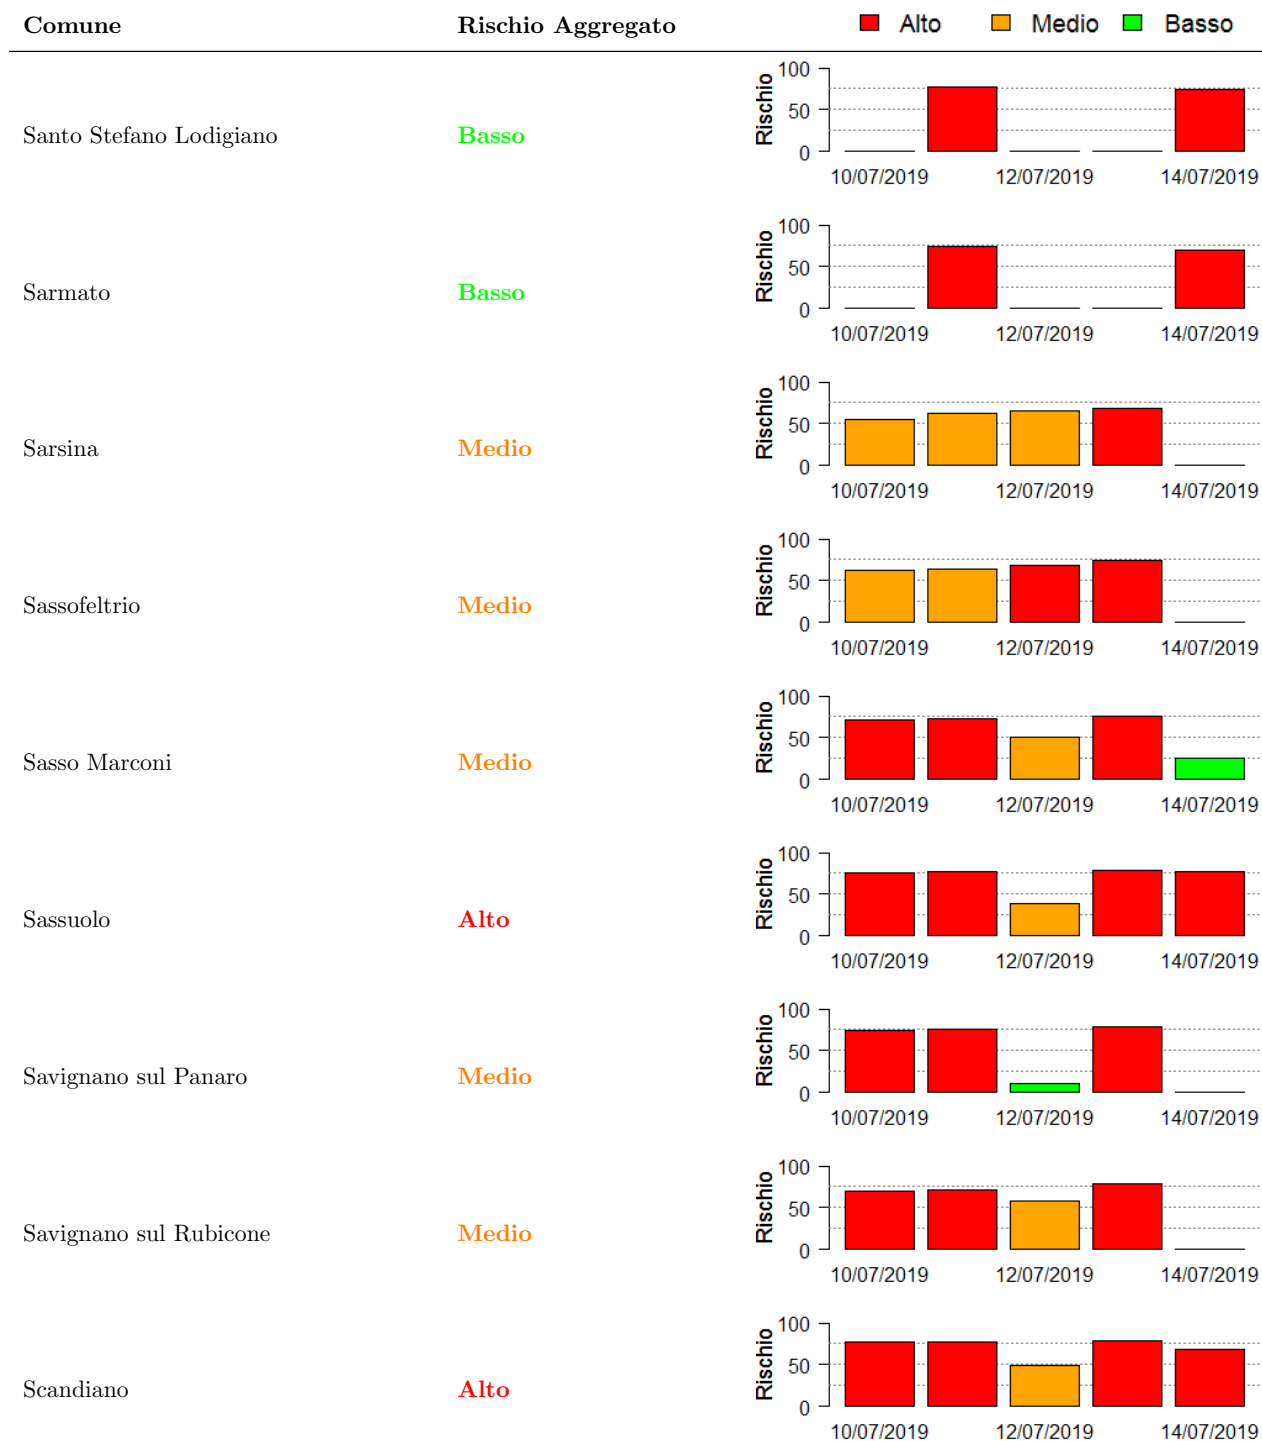 Comune Rischio Aggregato Alto Medio Basso
Santo Stefano Lodigiano Basso Rischio 100 50 0
10/07/2019 12/07/2019 14/07/2019
Sarmato Basso Rischio 100 50 0
10/07/2019 12/07/2019 14/07/2019
Sarsina Medio Rischio 100 50 0
10/07/2019 12/07/2019 14/07/2019
Sassofeltrio Medio Rischio 100 50 0
10/07/2019 12/07/2019 14/07/2019
Sasso Marconi Medio Rischio 100 50 0
10/07/2019 12/07/2019 14/07/2019
Sassuolo Alto Rischio 100 50 0
10/07/2019 12/07/2019 14/07/2019
Savignano sul Panaro Medio Rischio 100 50 0
10/07/2019 12/07/2019 14/07/2019
Savignano sul Rubicone Medio Rischio 100 50 0
10/07/2019 12/07/2019 14/07/2019
Scandiano Alto Rischio 100 50 0
10/07/2019 12/07/2019 14/07/2019